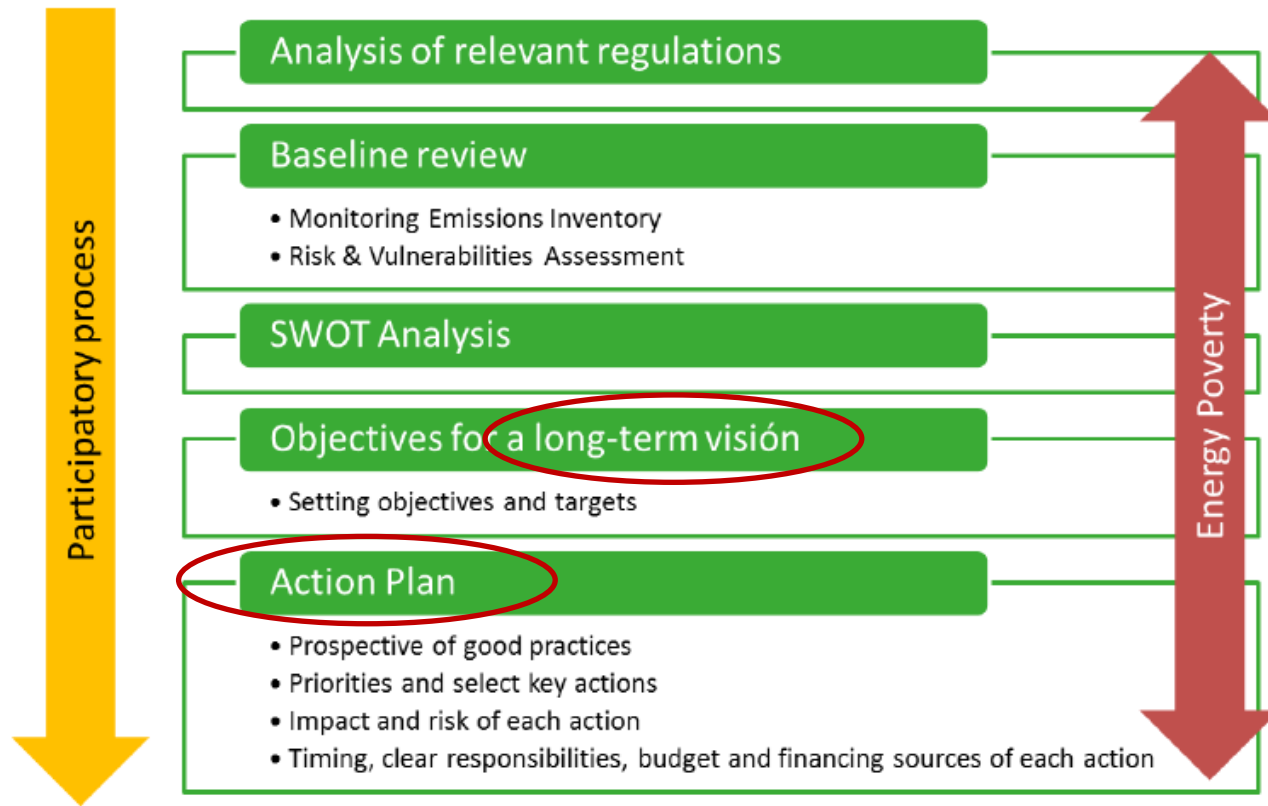 Participatory process
Analysis of relevant regulations
Baseline review
• Monitoring Emissions Inventory
• Risk & Vulnerabilities Assessment
SWOT Analysis
Objectives for a long-term visión
• Setting objectives and targets
Action Plan
• Prospective of good practices
• Priorities and select key actions
• Impact and risk of each action
• Timing, clear responsibilities, budget and financing sources of each action
Energy Poverty